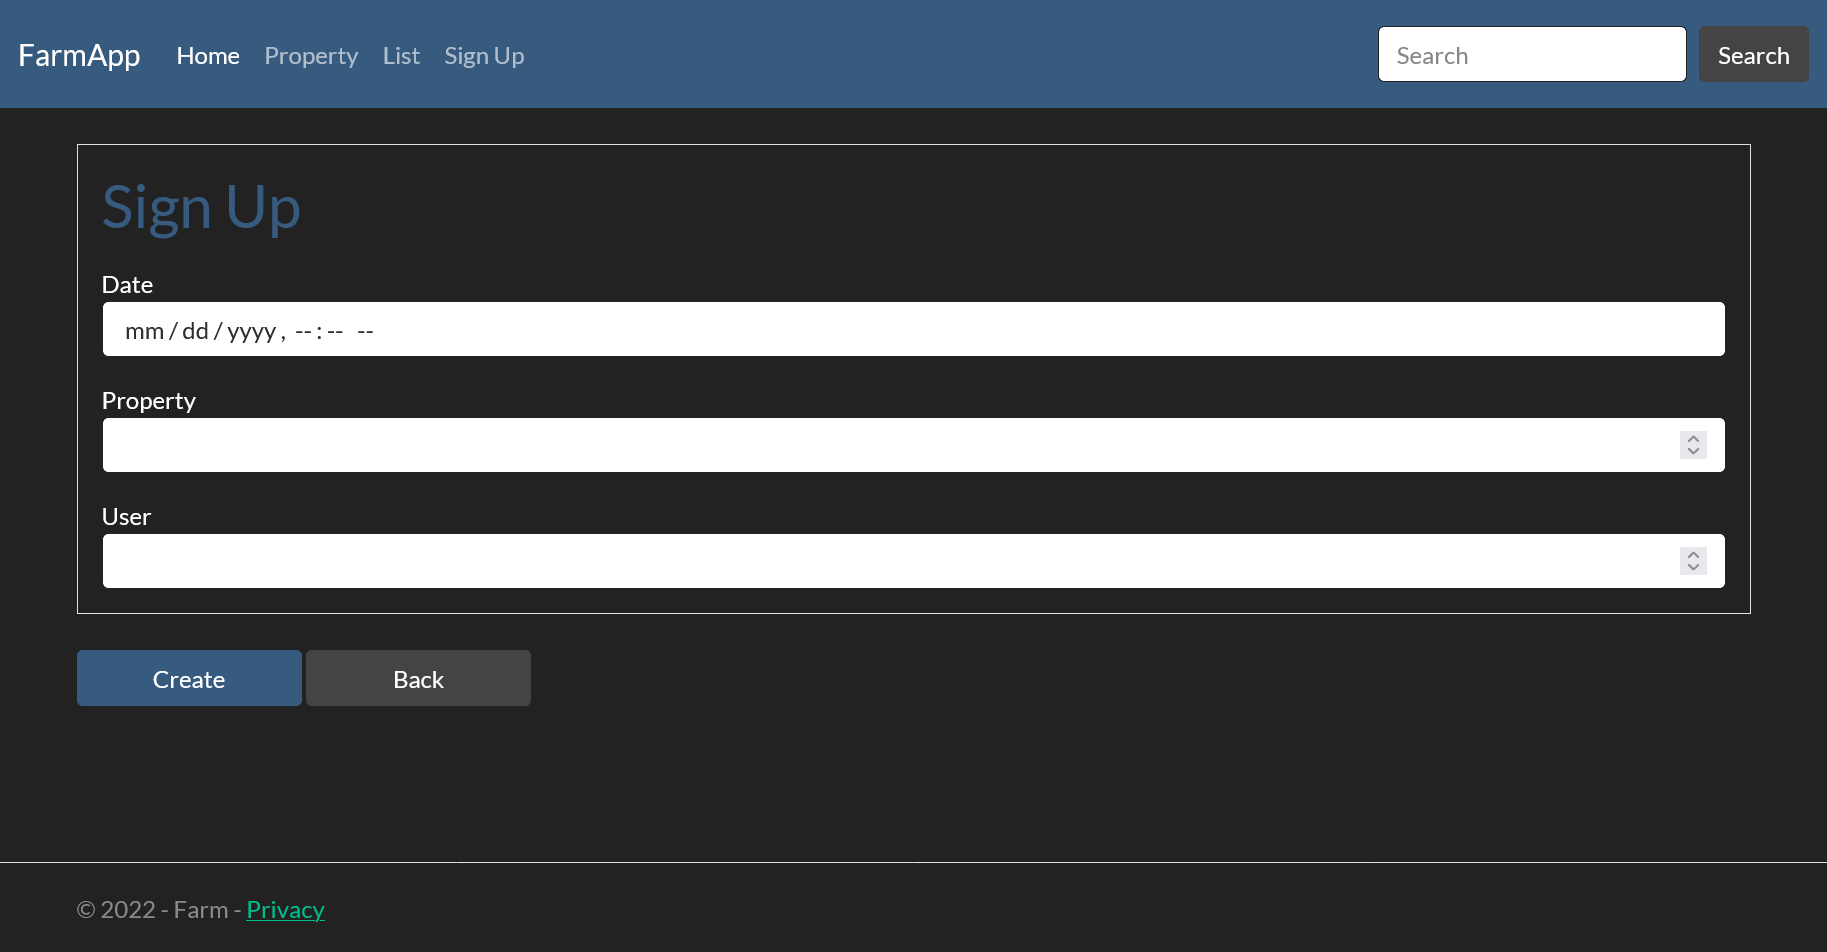 FarmApp Home Property List Sign Up Search Search
Sign Up
Date
mm / dd / yyyy , -- : -- --
Property
User
Create Back
© 2022 - Farm - Privacy